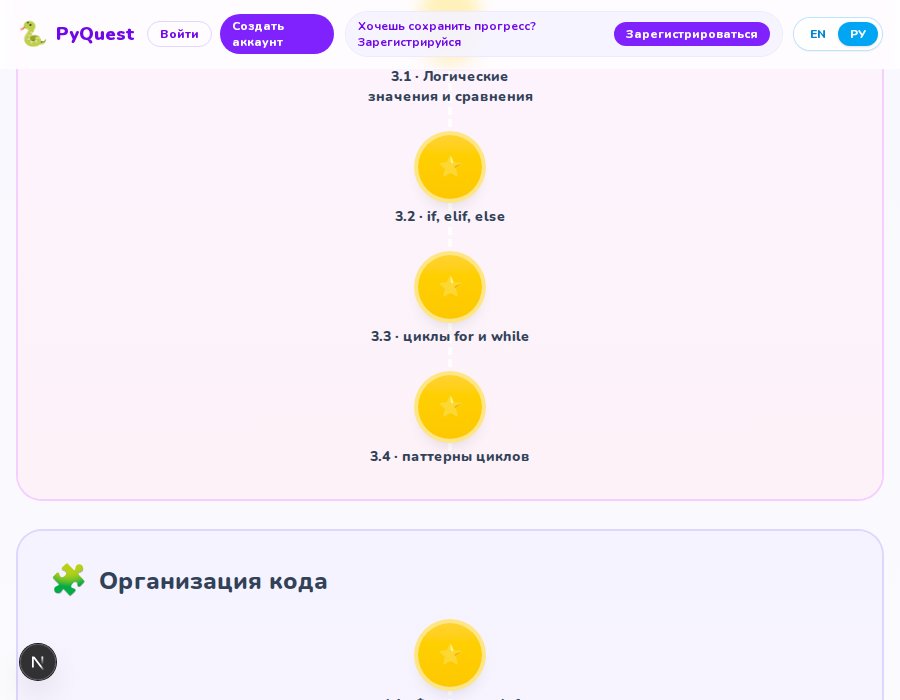 PyQuest
Войти
Создать
аккаунт
Хочешь сохранить прогресс?
Зарегистрируйся
Зарегистрироваться
EN
РУ
3.1 · Логические
значения и сравнения
3.2 · if, elif, else
3.3 · циклы for и while
3.4 · паттерны циклов
Организация кода
N